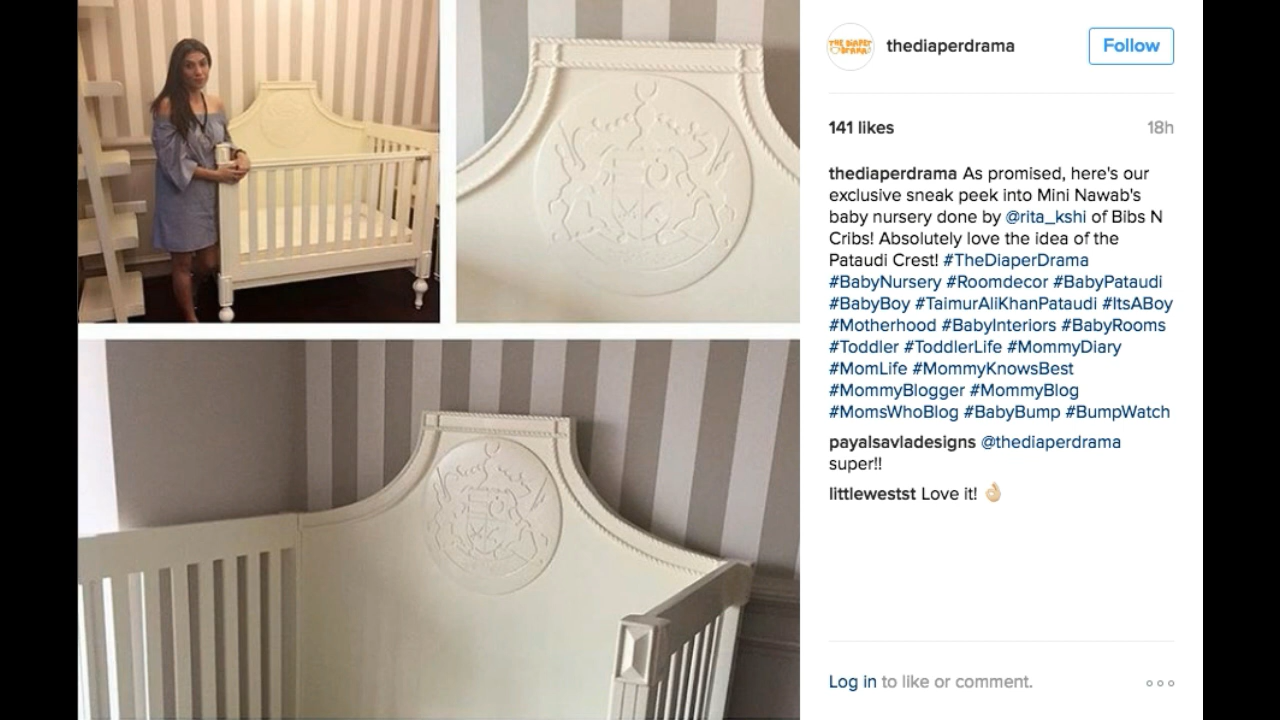 THE DIAPER
DRAMA
thediaperdrama
Follow
141 likes
18h
thediaperdrama As promised, here's our
exclusive sneak peek into Mini Nawab's
baby nursery done by @rita_kshi of Bibs N
Cribs! Absolutely love the idea of the
Pataudi Crest! #TheDiaperDrama
#BabyNursery #Roomdecor #BabyPataudi
#BabyBoy #TaimurAliKhanPataudi #ItsABoy
#Motherhood #BabyInteriors #BabyRooms
#Toddler #ToddlerLife #MommyDiary
#MomLife #MommyKnowsBest
#MommyBlogger #MommyBlog
#MomsWhoBlog #BabyBump #BumpWatch
payalsavladesigns @thediaperdrama
super!!
littlewestst Love it! 👌🏼
Log in to like or comment.